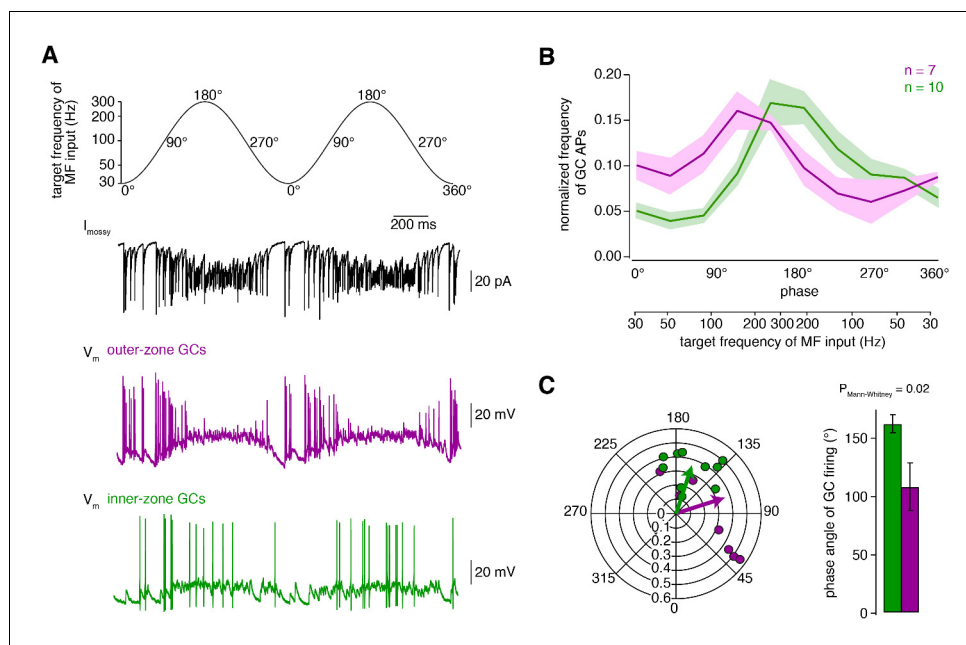 A
target frequency of
MF input (Hz)
300
200
100
50
30
180°
180°
90°
270°
90°
270°
0°
0°
360°
200 ms
I mossy
20 pA
V m outer-zone GCs
20 mV
V m inner-zone GCs
20 mV
B
n = 7
n = 10
normalized frequency
of GC APs
0.20
0.15
0.10
0.05
0.00
0° 90° 180° 270° 360°
phase
30 50 100 200 300 200 100 50 30
target frequency of MF input (Hz)
C
180
225
135
270
90
315
45
0
0
0.1
0.2
0.3
0.4
0.5
0.6
P Mann-Whitney = 0.02
phase angle of GC firing (°)
150
100
50
0